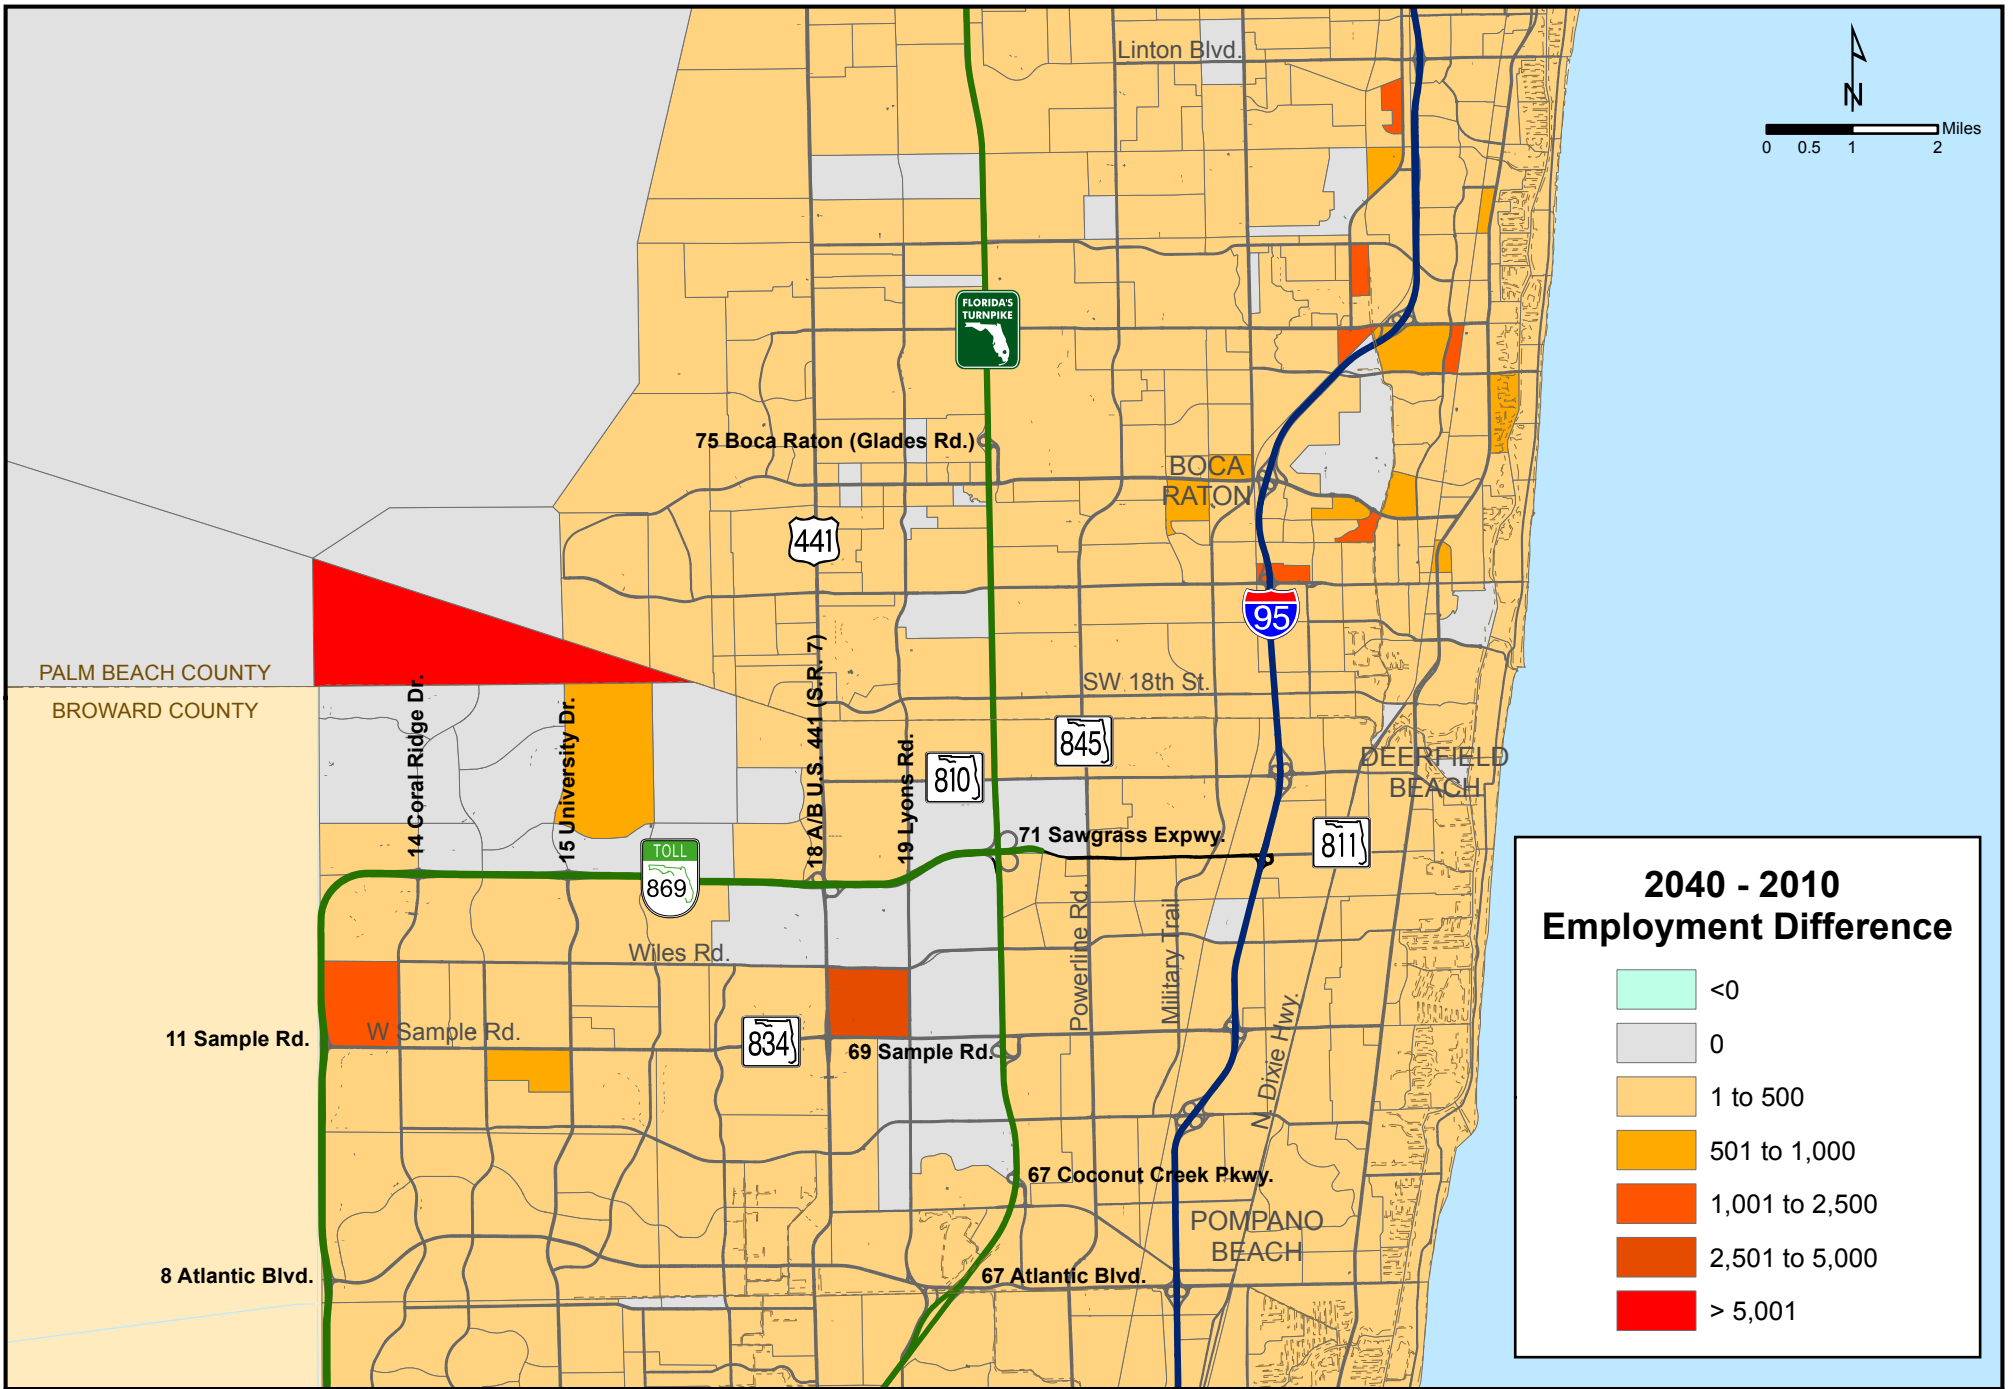 Linton Blvd.
N
Miles
0 0.5 1 2
FLORIDA'S
TURNPIKE
75 Boca Raton (Glades Rd.)
BOCA
RATON
441
95
PALM BEACH COUNTY
BROWARD COUNTY
SW 18th St.
14 Coral Ridge Dr.
15 University Dr.
18 A/B U.S. 441 (S.R. 7)
19 Lyons Rd.
845
810
DEERFIELD
BEACH
71 Sawgrass Expwy.
811
TOLL
869
Wiles Rd.
Powerline Rd.
Military Trail
N. Dixie Hwy.
11 Sample Rd.
W Sample Rd.
834
69 Sample Rd.
67 Coconut Creek Pkwy.
POMPANO
BEACH
8 Atlantic Blvd.
67 Atlantic Blvd.
2040 - 2010
Employment Difference
<0
0
1 to 500
501 to 1,000
1,001 to 2,500
2,501 to 5,000
> 5,001